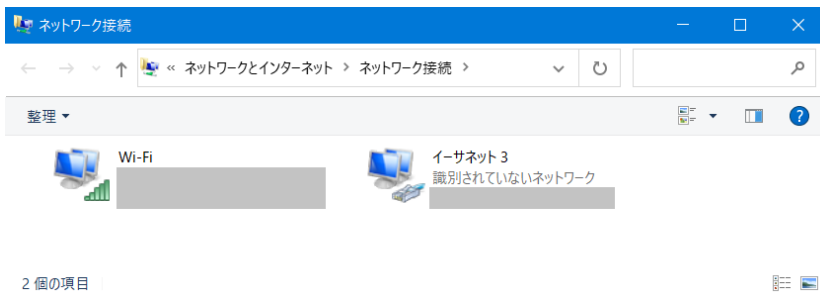 ネットワーク接続
« ネットワークとインターネット > ネットワーク接続 >
整理
Wi-Fi
イーサネット 3
識別されていないネットワーク
2 個の項目